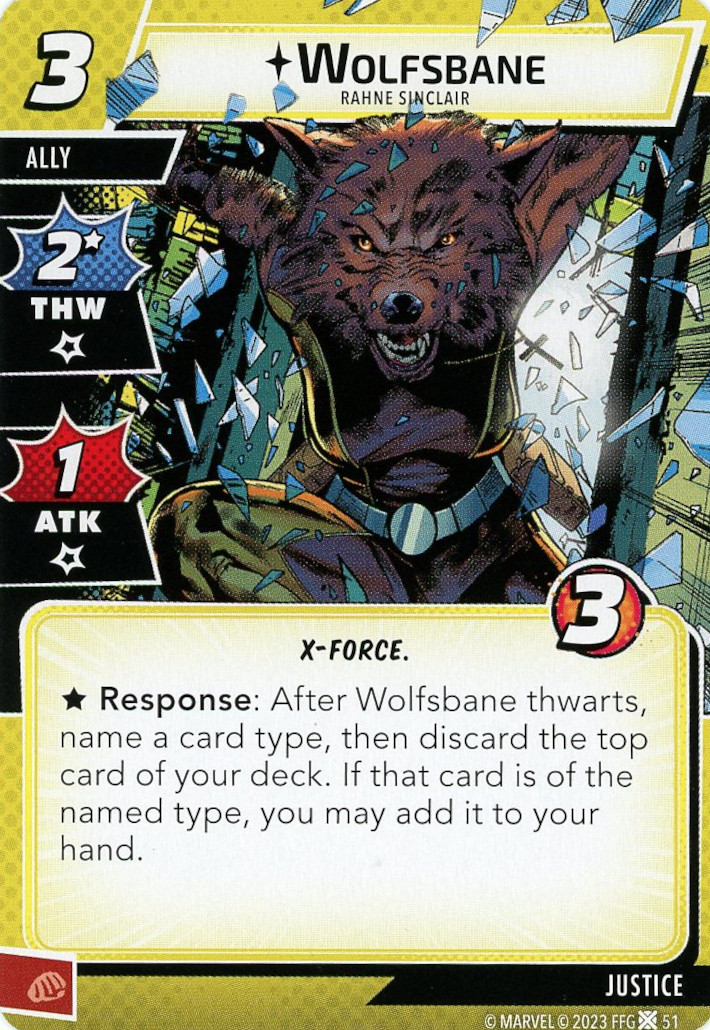 3
WOLFSBANE
RAHNE SINCLAIR
ALLY
2
THW
1
ATK
3
X-FORCE.
★ Response: After Wolfsbane thwarts,
name a card type, then discard the top
card of your deck. If that card is of the
named type, you may add it to your
hand.
JUSTICE
© MARVEL © 2023 FFG 51